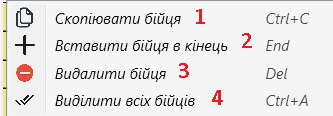 Скопіювати бійця 1 Ctrl+C
Вставити бійця в кінець 2 End
Видалити бійця 3 Del
Виділити всіх бійців 4 Ctrl+A